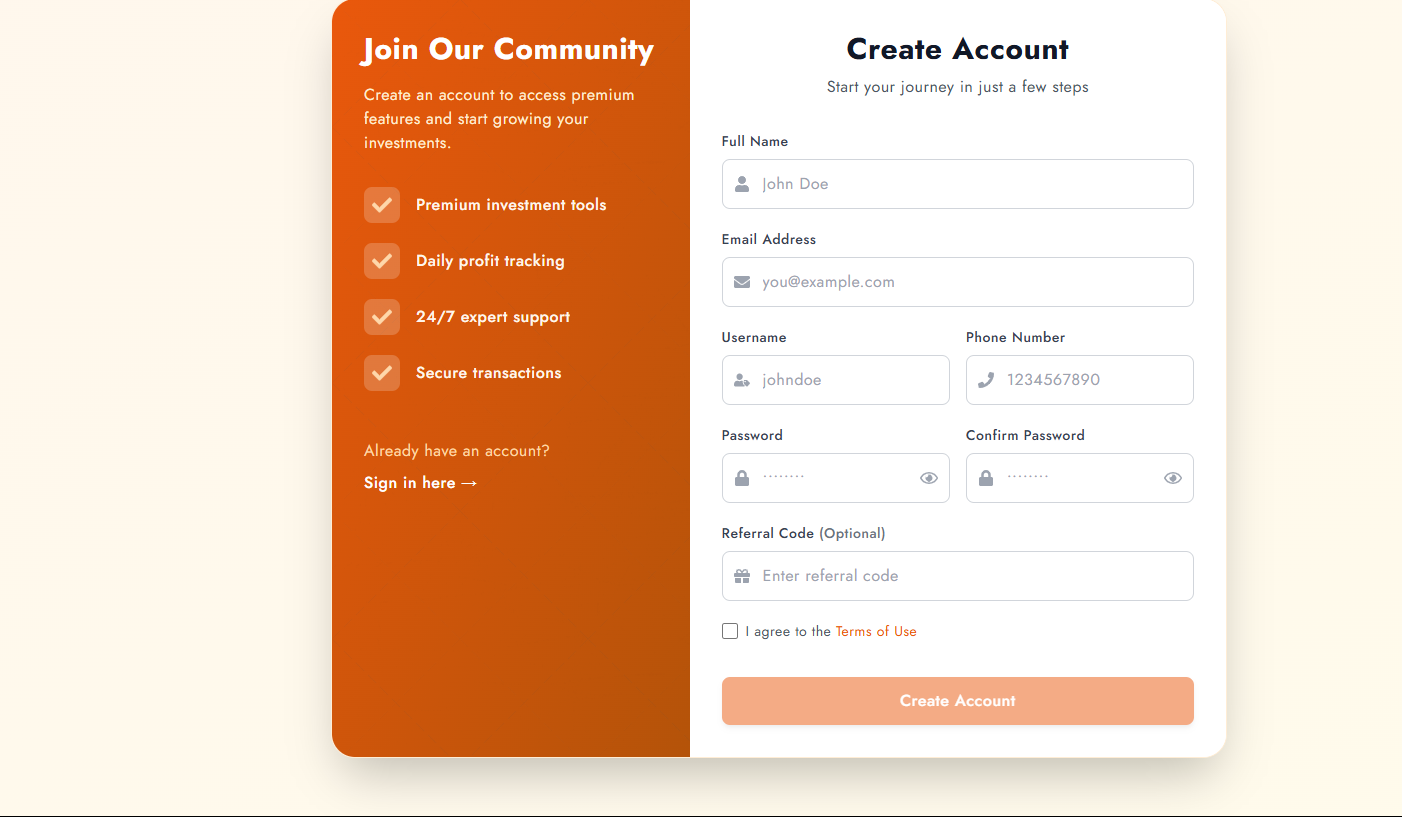 Join Our Community
Create an account to access premium
features and start growing your
investments.
Premium investment tools
Daily profit tracking
24/7 expert support
Secure transactions
Already have an account?
Sign in here →
Create Account
Start your journey in just a few steps
Full Name
John Doe
Email Address
you@example.com
Username
Phone Number
johndoe
1234567890
Password
Confirm Password
········
········
Referral Code (Optional)
Enter referral code
I agree to the Terms of Use
Create Account